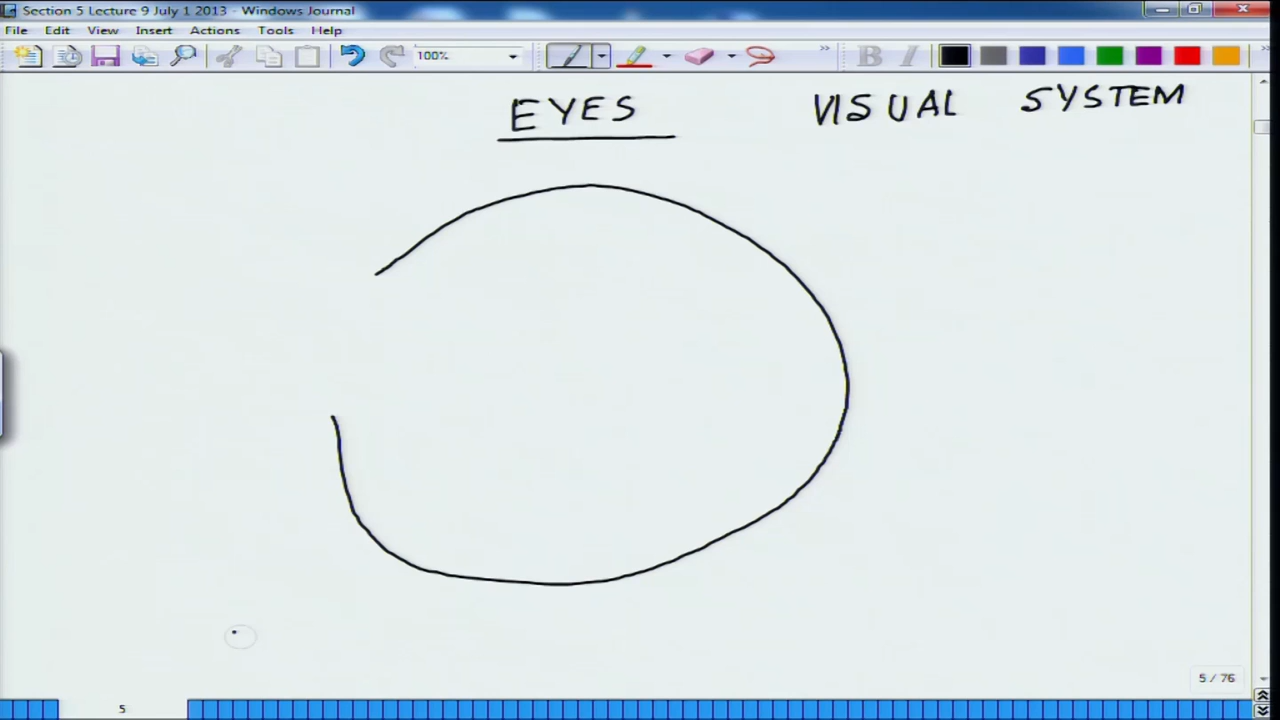 Section 5 Lecture 9 July 1 2013 - Windows Journal
File Edit View Insert Actions Tools Help
100% B I
EYES VISUAL SYSTEM
5 / 76
5